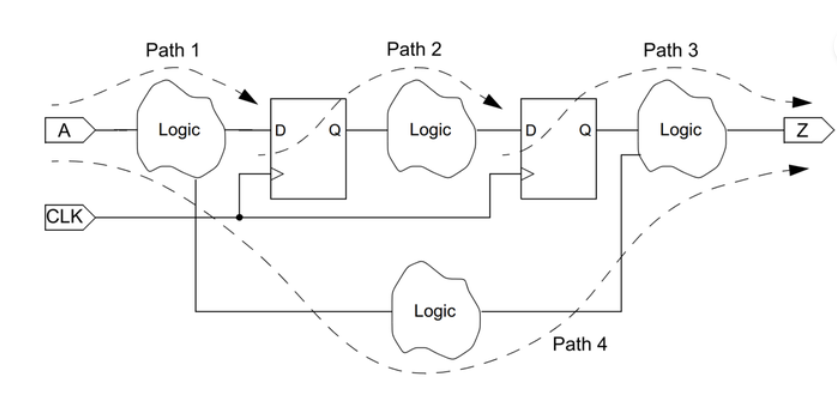 Path 1
Path 2
Path 3
A
Logic
D
Q
Logic
D
Q
Logic
Z
CLK
Logic
Path 4